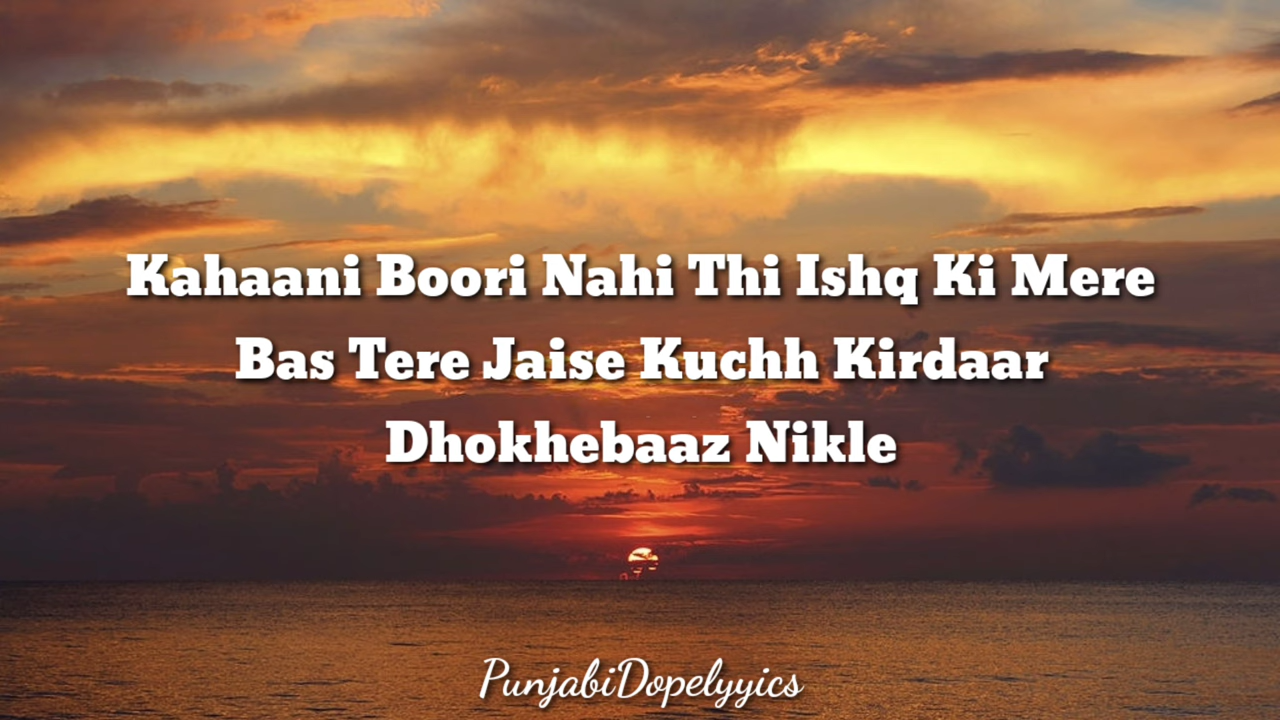 Kahaani Boori Nahi Thi Ishq Ki Mere
Bas Tere Jaise Kuchh Kirdaar
Dhokhebaaz Nikle
PunjabiDopelyyics